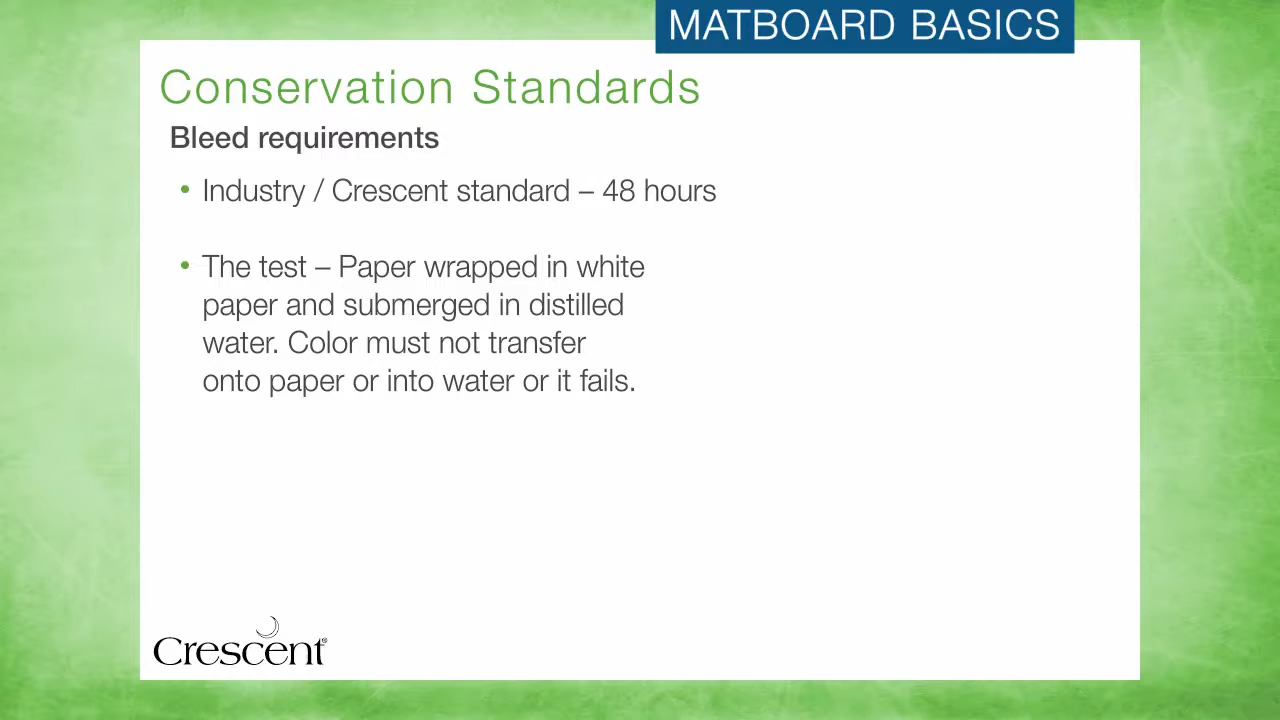 MATBOARD BASICS
Conservation Standards
Bleed requirements
• Industry / Crescent standard – 48 hours
• The test – Paper wrapped in white
paper and submerged in distilled
water. Color must not transfer
onto paper or into water or it fails.
Crescent®